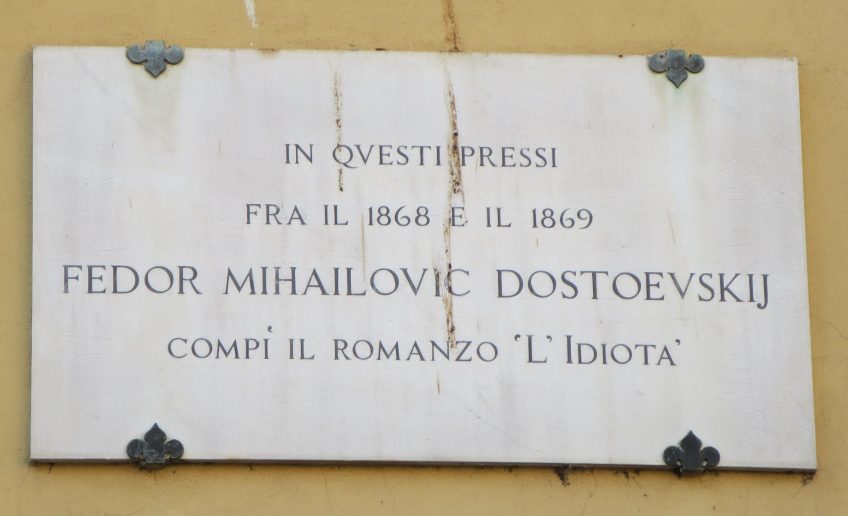 IN QVESTI PRESSI
FRA IL 1868 E IL 1869
FEDOR MIHAILOVIC DOSTOEVSKIJ
COMPÌ IL ROMANZO ‛L' IDIOTA'